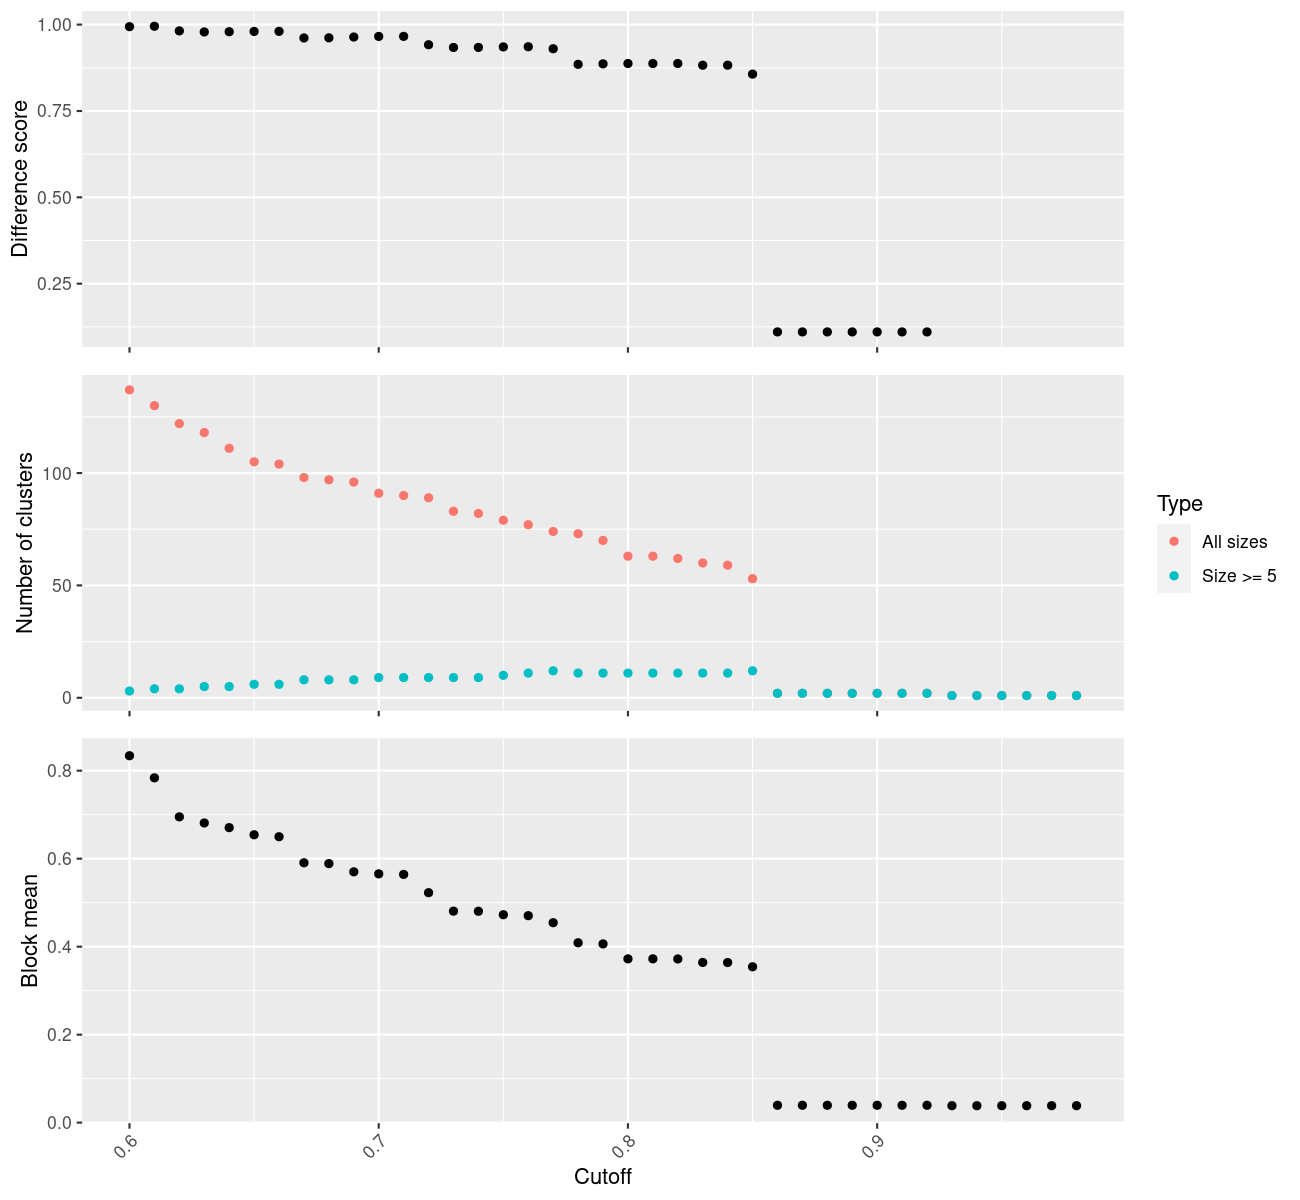 1.00
0.75
0.50
0.25
Difference score
100
50
0
Number of clusters
Type
All sizes
Size >= 5
0.8
0.6
0.4
0.2
0.0
Block mean
0.6 0.7 0.8 0.9
Cutoff